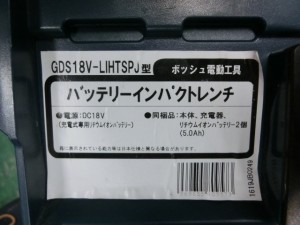 GDS18V-LIHTSPJ型
ボッシュ電動工具
バッテリーインパクトレンチ
●電源:DC18V
(充電式専用リチウムイオンバッテリー)
●同梱品:本体、充電器、
リチウムイオンバッテリー2個
(5.0Ah)
1619JB0249